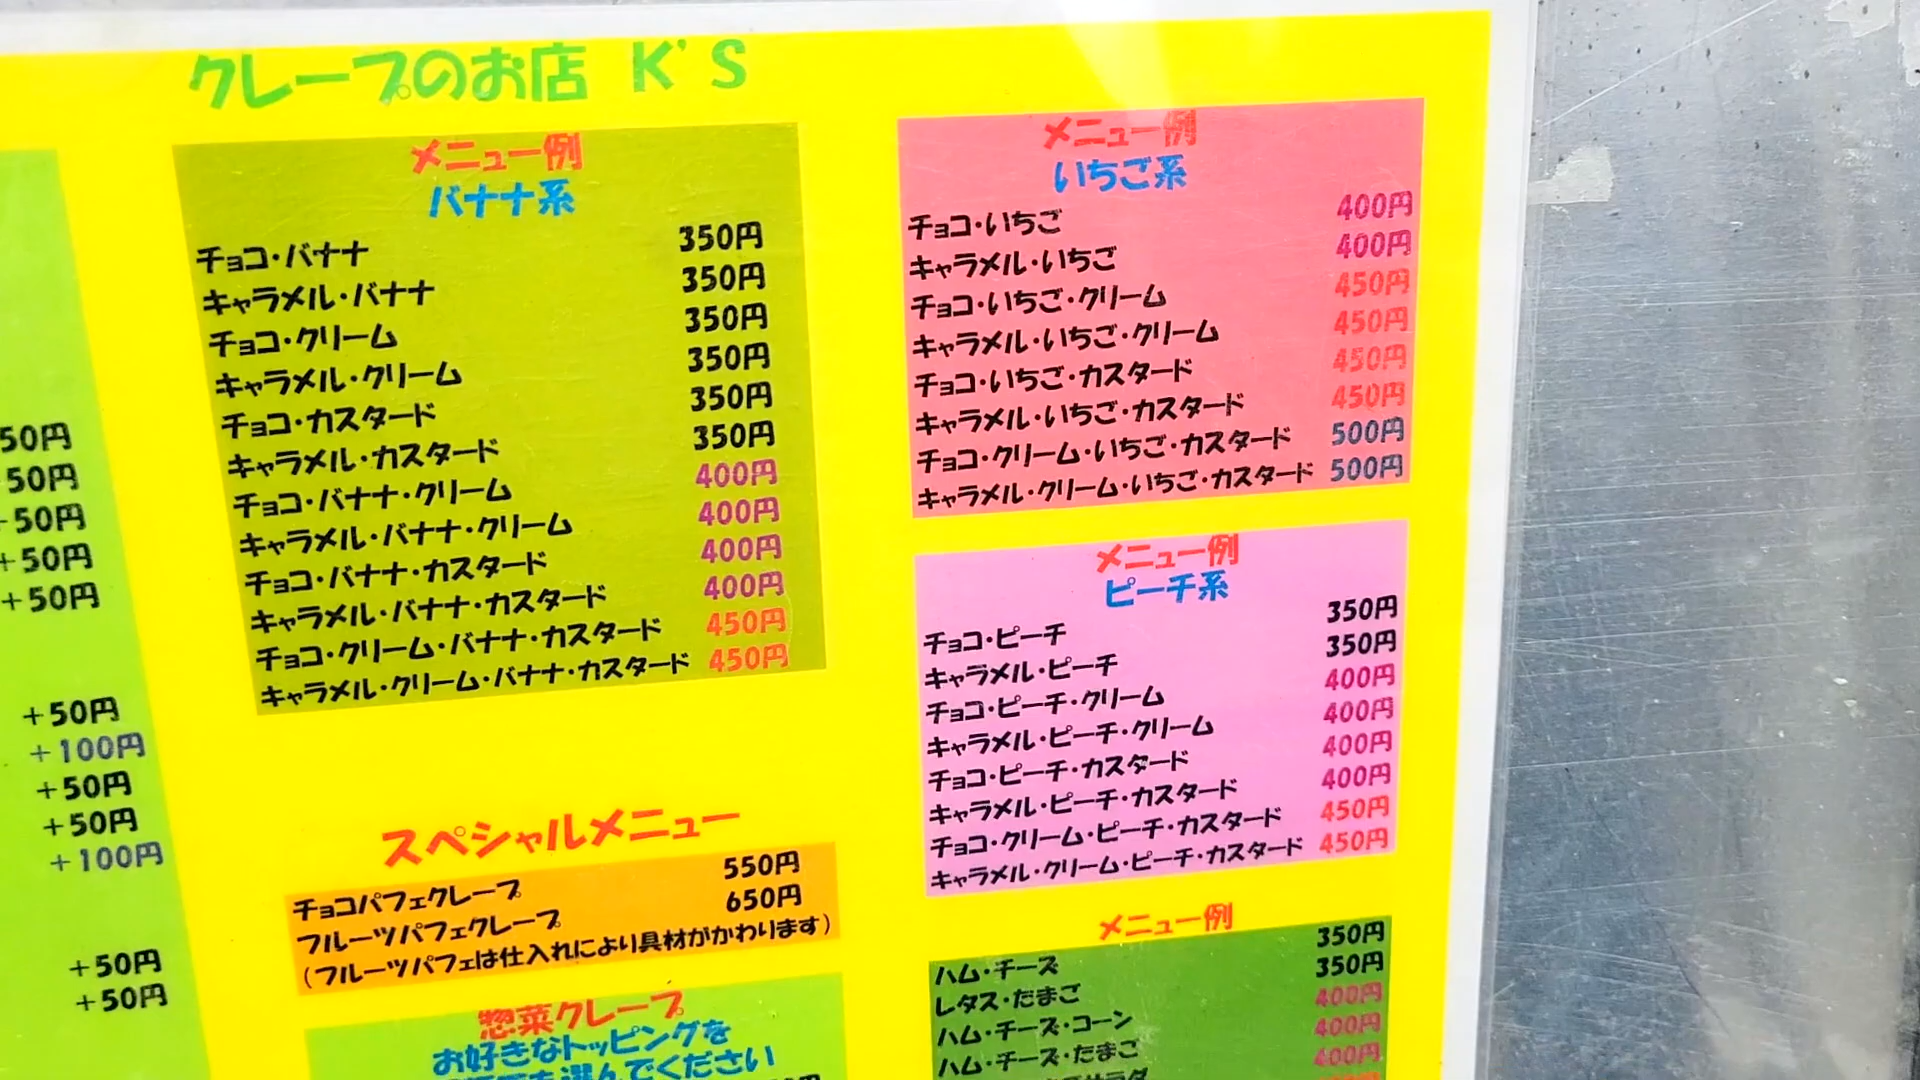 クレープのお店 K'S
50円
50円
+50円
+50円
+50円
+50円
+100円
+50円
+50円
+100円
+50円
+50円
メニュー例
バナナ系
チョコ・バナナ 350円
キャラメル・バナナ 350円
チョコ・クリーム 350円
キャラメル・クリーム 350円
チョコ・カスタード 350円
キャラメル・カスタード 350円
チョコ・バナナ・クリーム 400円
キャラメル・バナナ・クリーム 400円
チョコ・バナナ・カスタード 400円
キャラメル・バナナ・カスタード 400円
チョコ・クリーム・バナナ・カスタード 450円
キャラメル・クリーム・バナナ・カスタード 450円
スペシャルメニュー
チョコパフェクレープ 550円
フルーツパフェクレープ 650円
(フルーツパフェは仕入れにより具材がかわります)
惣菜クレープ
お好きなトッピングを
選んでください
メニュー例
いちご系
チョコ・いちご 400円
キャラメル・いちご 400円
チョコ・いちご・クリーム 450円
キャラメル・いちご・クリーム 450円
チョコ・いちご・カスタード 450円
キャラメル・いちご・カスタード 450円
チョコ・クリーム・いちご・カスタード 500円
キャラメル・クリーム・いちご・カスタード 500円
メニュー例
ピーチ系
チョコ・ピーチ 350円
キャラメル・ピーチ 350円
チョコ・ピーチ・クリーム 400円
キャラメル・ピーチ・クリーム 400円
チョコ・ピーチ・カスタード 400円
キャラメル・ピーチ・カスタード 400円
チョコ・クリーム・ピーチ・カスタード 450円
キャラメル・クリーム・ピーチ・カスタード 450円
メニュー例
ハム・チーズ 350円
レタス・たまご 350円
ハム・チーズ・コーン 400円
ハム・チーズ・たまご 400円
400円